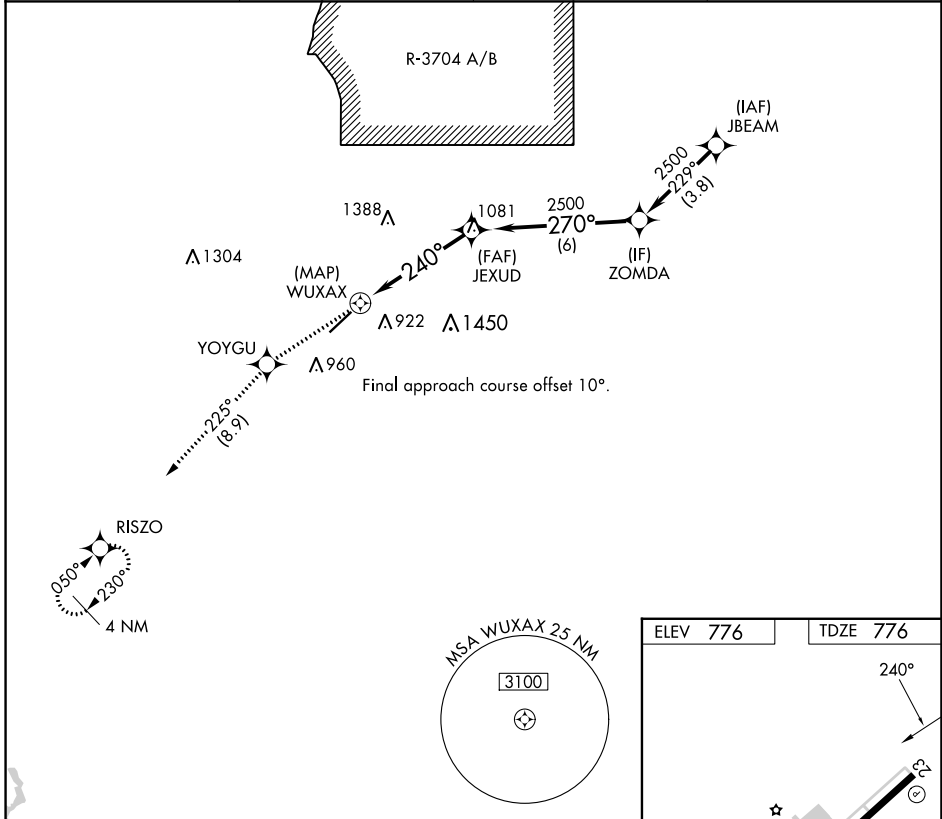 R-3704 A/B
(IAF)
JBEAM
2500
229°
(3.8)
1388
1081
2500
270°
(6)
(IF)
ZOMDA
1304
240°
(FAF)
JEXUD
(MAP)
WUXAX
922
1450
YOYGU
960
Final approach course offset 10°.
225°
(8.9)
RISZO
050°
230°
4 NM
MSA WUXAX 25 NM
3100
ELEV 776
TDZE 776
240°
23
P